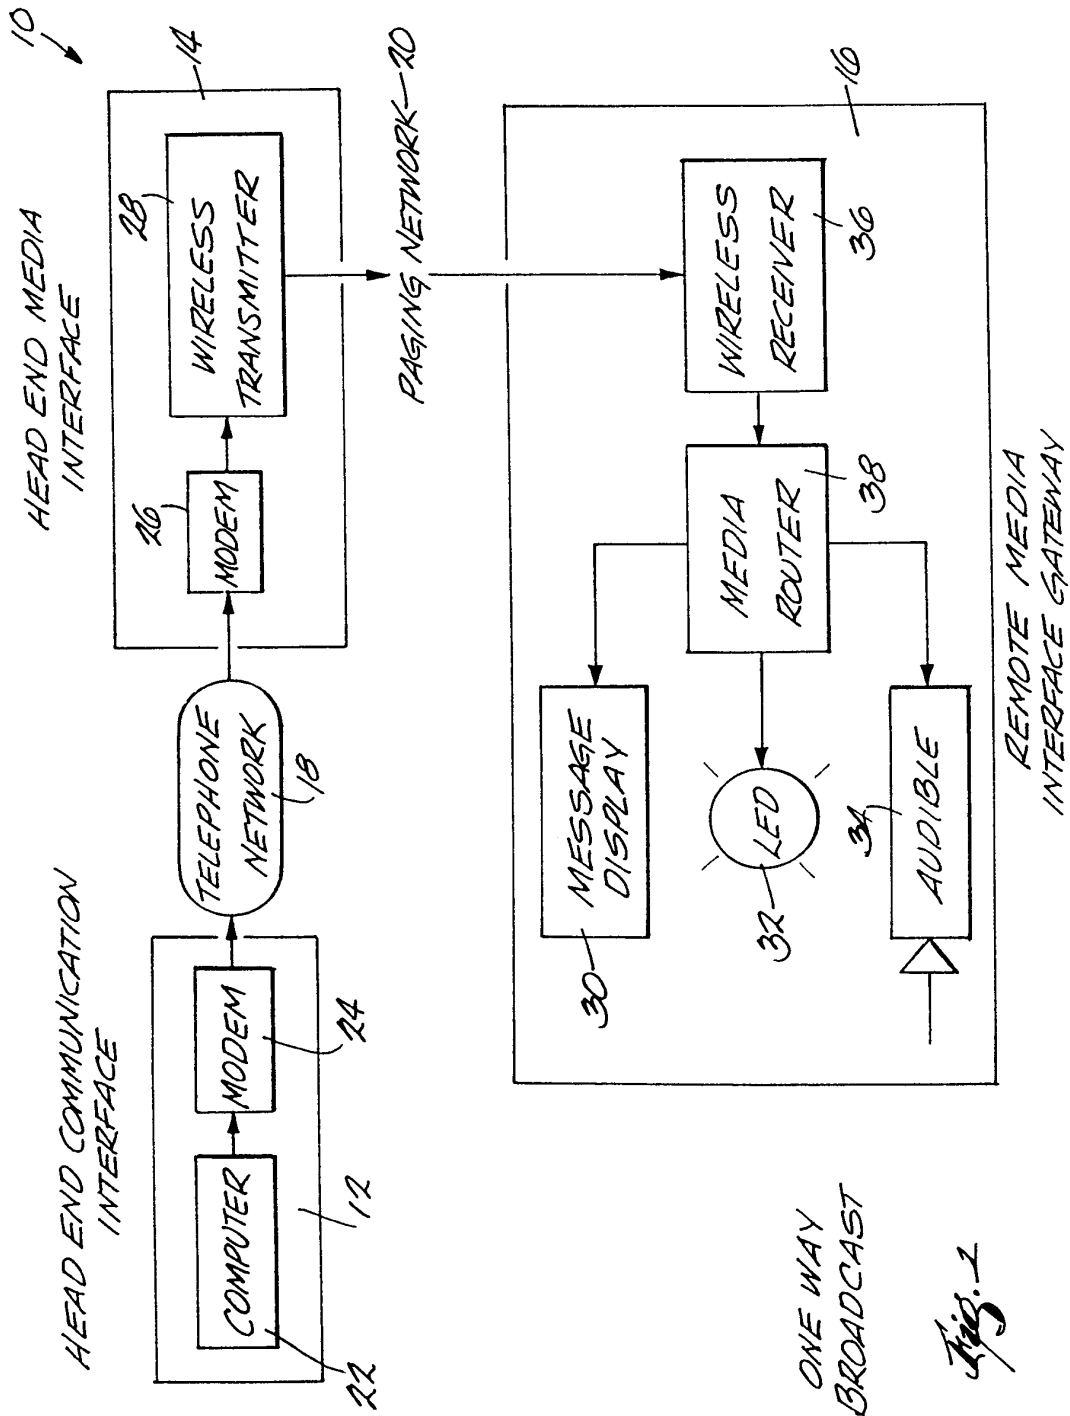 10
HEAD END COMMUNICATION
INTERFACE
COMPUTER
22
MODEM
24
12
TELEPHONE
NETWORK
18
HEAD END MEDIA
INTERFACE
MODEM
26
WIRELESS
TRANSMITTER
28
14
PAGING NETWORK-20
16
WIRELESS
RECEIVER
36
MEDIA
ROUTER
38
MESSAGE
DISPLAY
30
LED
32
AUDIBLE
34
REMOTE MEDIA
INTERFACE GATEWAY
ONE WAY
BROADCAST
Fig. 1